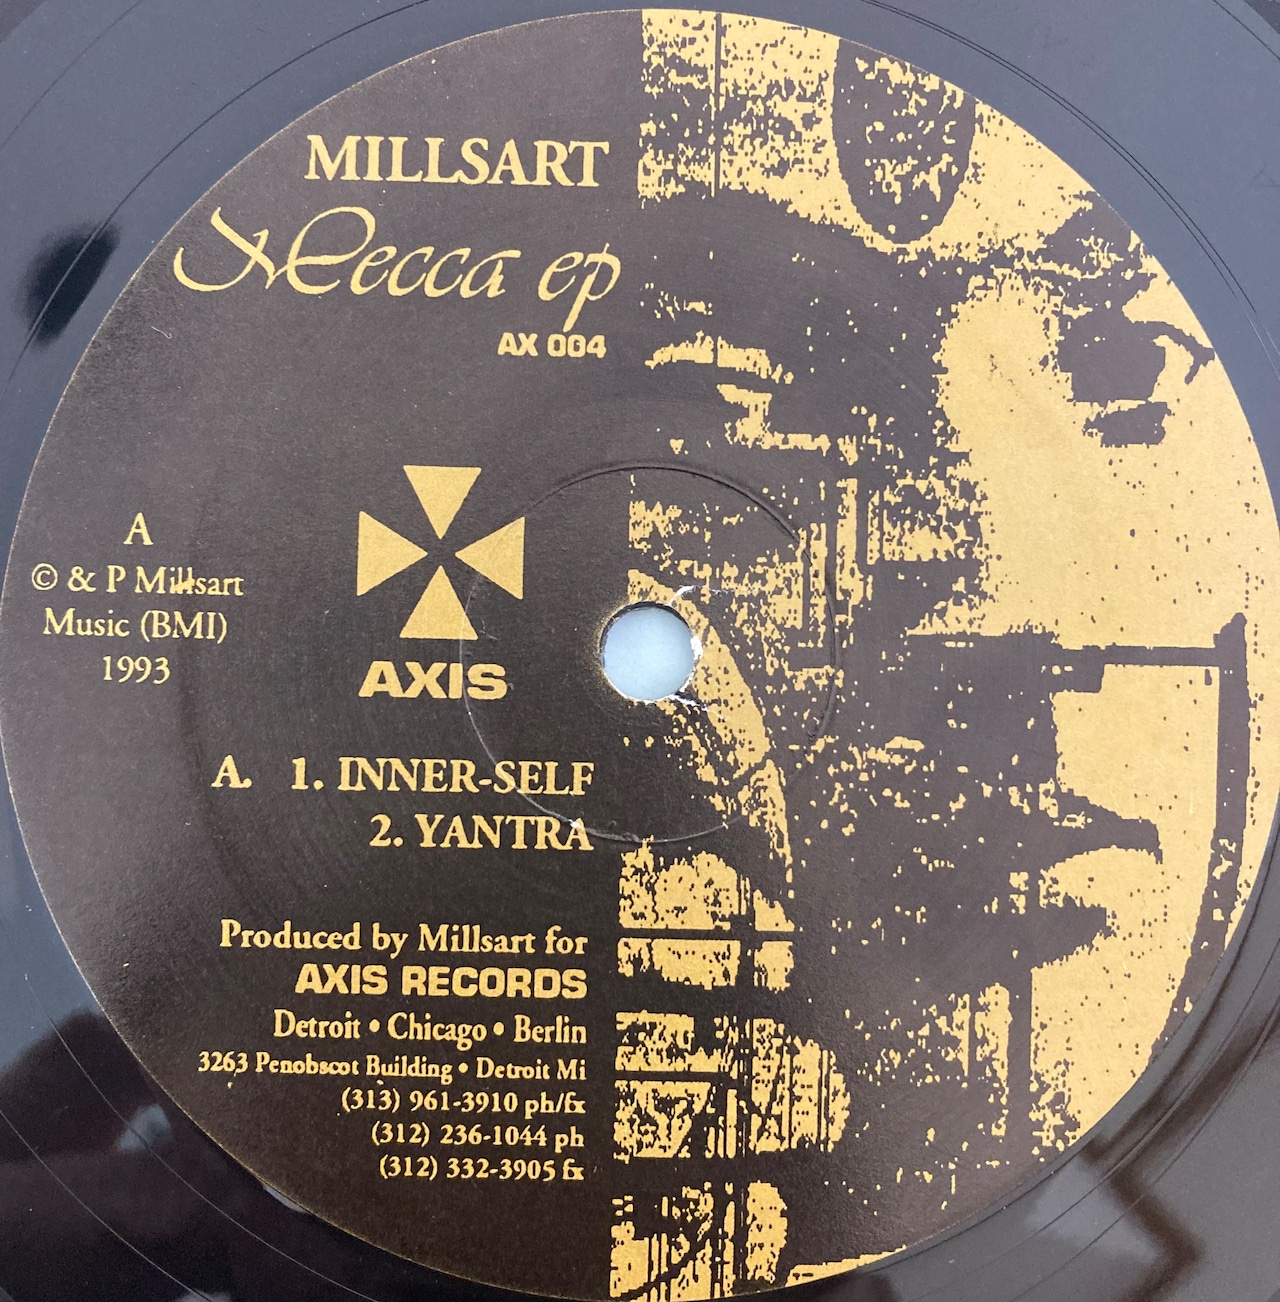 MILLSART
Mecca ep
AX 004
A
© & P Millsart
Music (BMI)
1993
AXIS
A. 1. INNER-SELF
2. YANTRA
Produced by Millsart for
AXIS RECORDS
Detroit • Chicago • Berlin
3263 Penobscot Building • Detroit Mi
(313) 961-3910 ph/fx
(312) 236-1044 ph
(312) 332-3905 fx